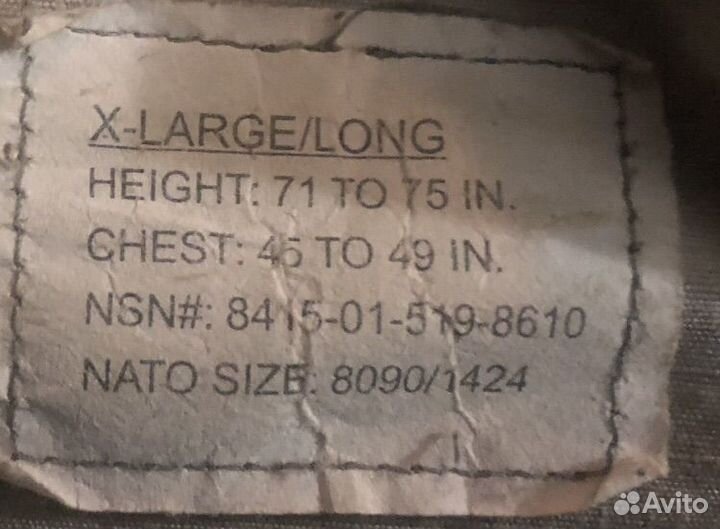 X-LARGE/LONG
HEIGHT: 71 TO 75 IN.
CHEST: 45 TO 49 IN.
NSN#: 8415-01-519-8610
NATO SIZE: 8090/1424
Avito